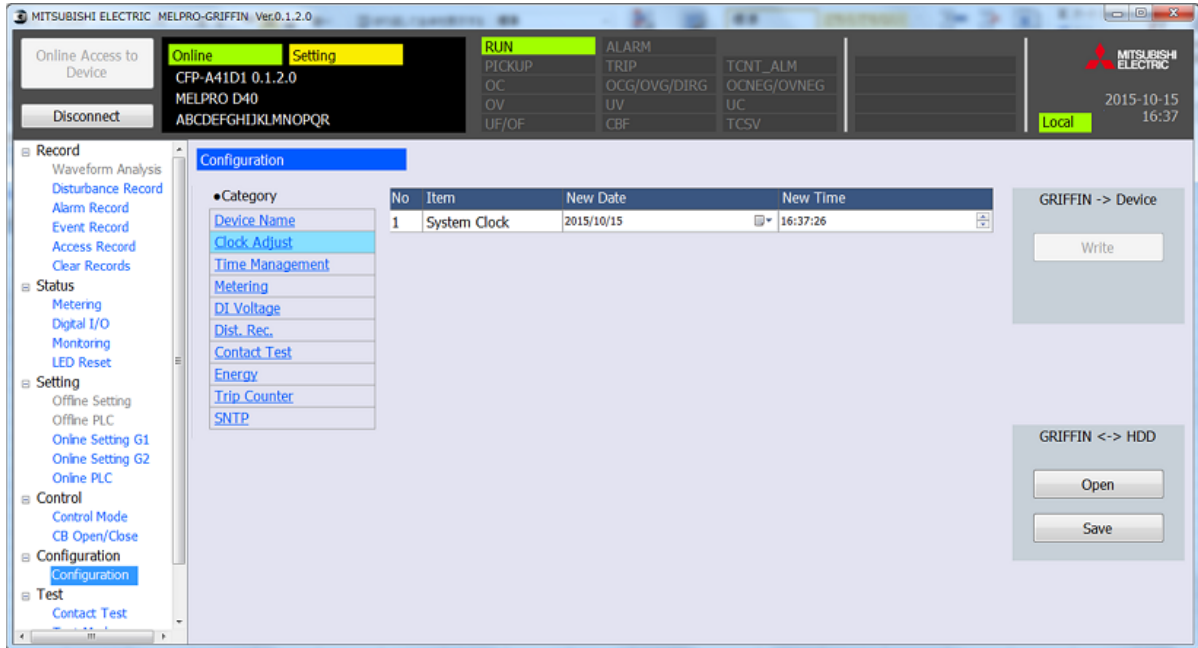 MITSUBISHI ELECTRIC MELPRO-GRIFFIN Ver.0.1.2.0
Online Access to
Device
Disconnect
Online Setting
CFP-A41D1 0.1.2.0
MELPRO D40
ABCDEFGHIJKLMNOPQR
RUN ALARM
PICKUP TRIP TCNT_ALM
OC OCG/OVG/DIRG OCNEG/OVNEG
OV UV UC
UF/OF CBF TCSV
MITSUBISHI
ELECTRIC
2015-10-15
Local 16:37
Record
Waveform Analysis
Disturbance Record
Alarm Record
Event Record
Access Record
Clear Records
Status
Metering
Digital I/O
Monitoring
LED Reset
Setting
Offline Setting
Offline PLC
Online Setting G1
Online Setting G2
Online PLC
Control
Control Mode
CB Open/Close
Configuration
Configuration
Test
Contact Test
Configuration
●Category
Device Name
Clock Adjust
Time Management
Metering
DI Voltage
Dist. Rec.
Contact Test
Energy
Trip Counter
SNTP
No Item New Date New Time
1 System Clock 2015/10/15 16:37:26
GRIFFIN -> Device
Write
GRIFFIN <-> HDD
Open
Save